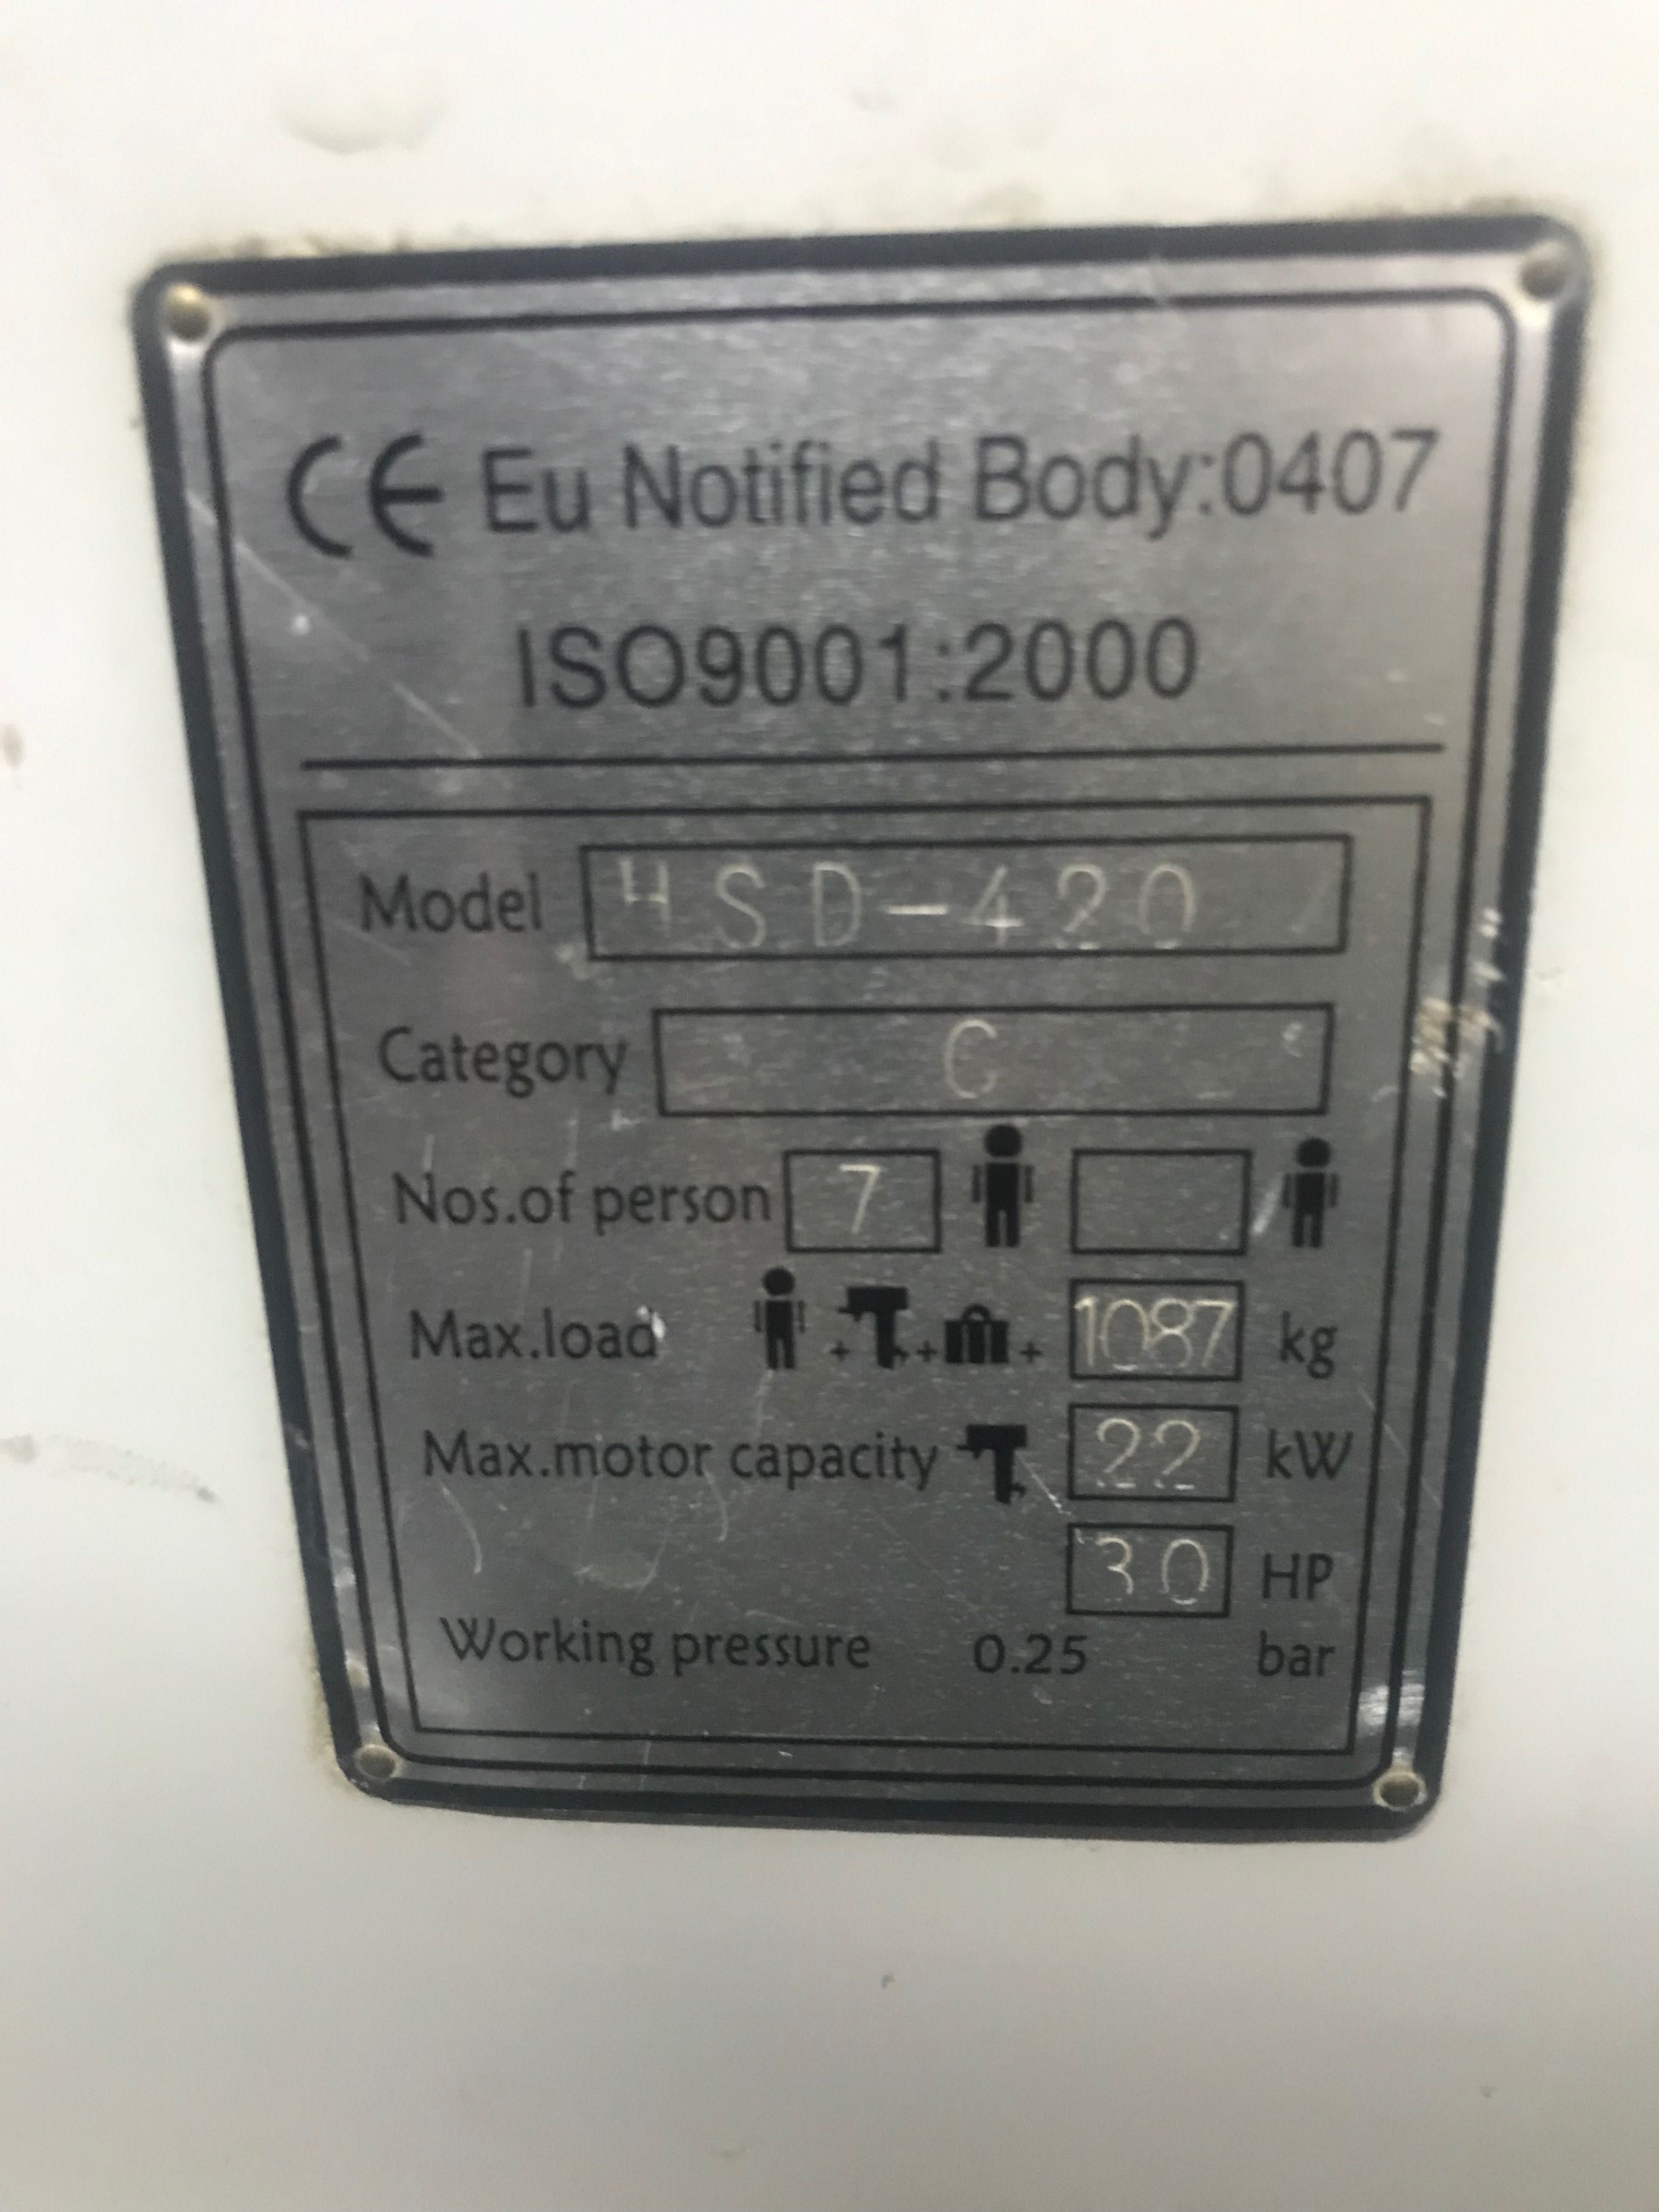 CE Eu Notified Body:0407
ISO9001:2000
Model HSD-420
Category C
Nos.of person 7
Max.load + + + 1087 kg
Max.motor capacity 22 kW
30 HP
Working pressure 0.25 bar